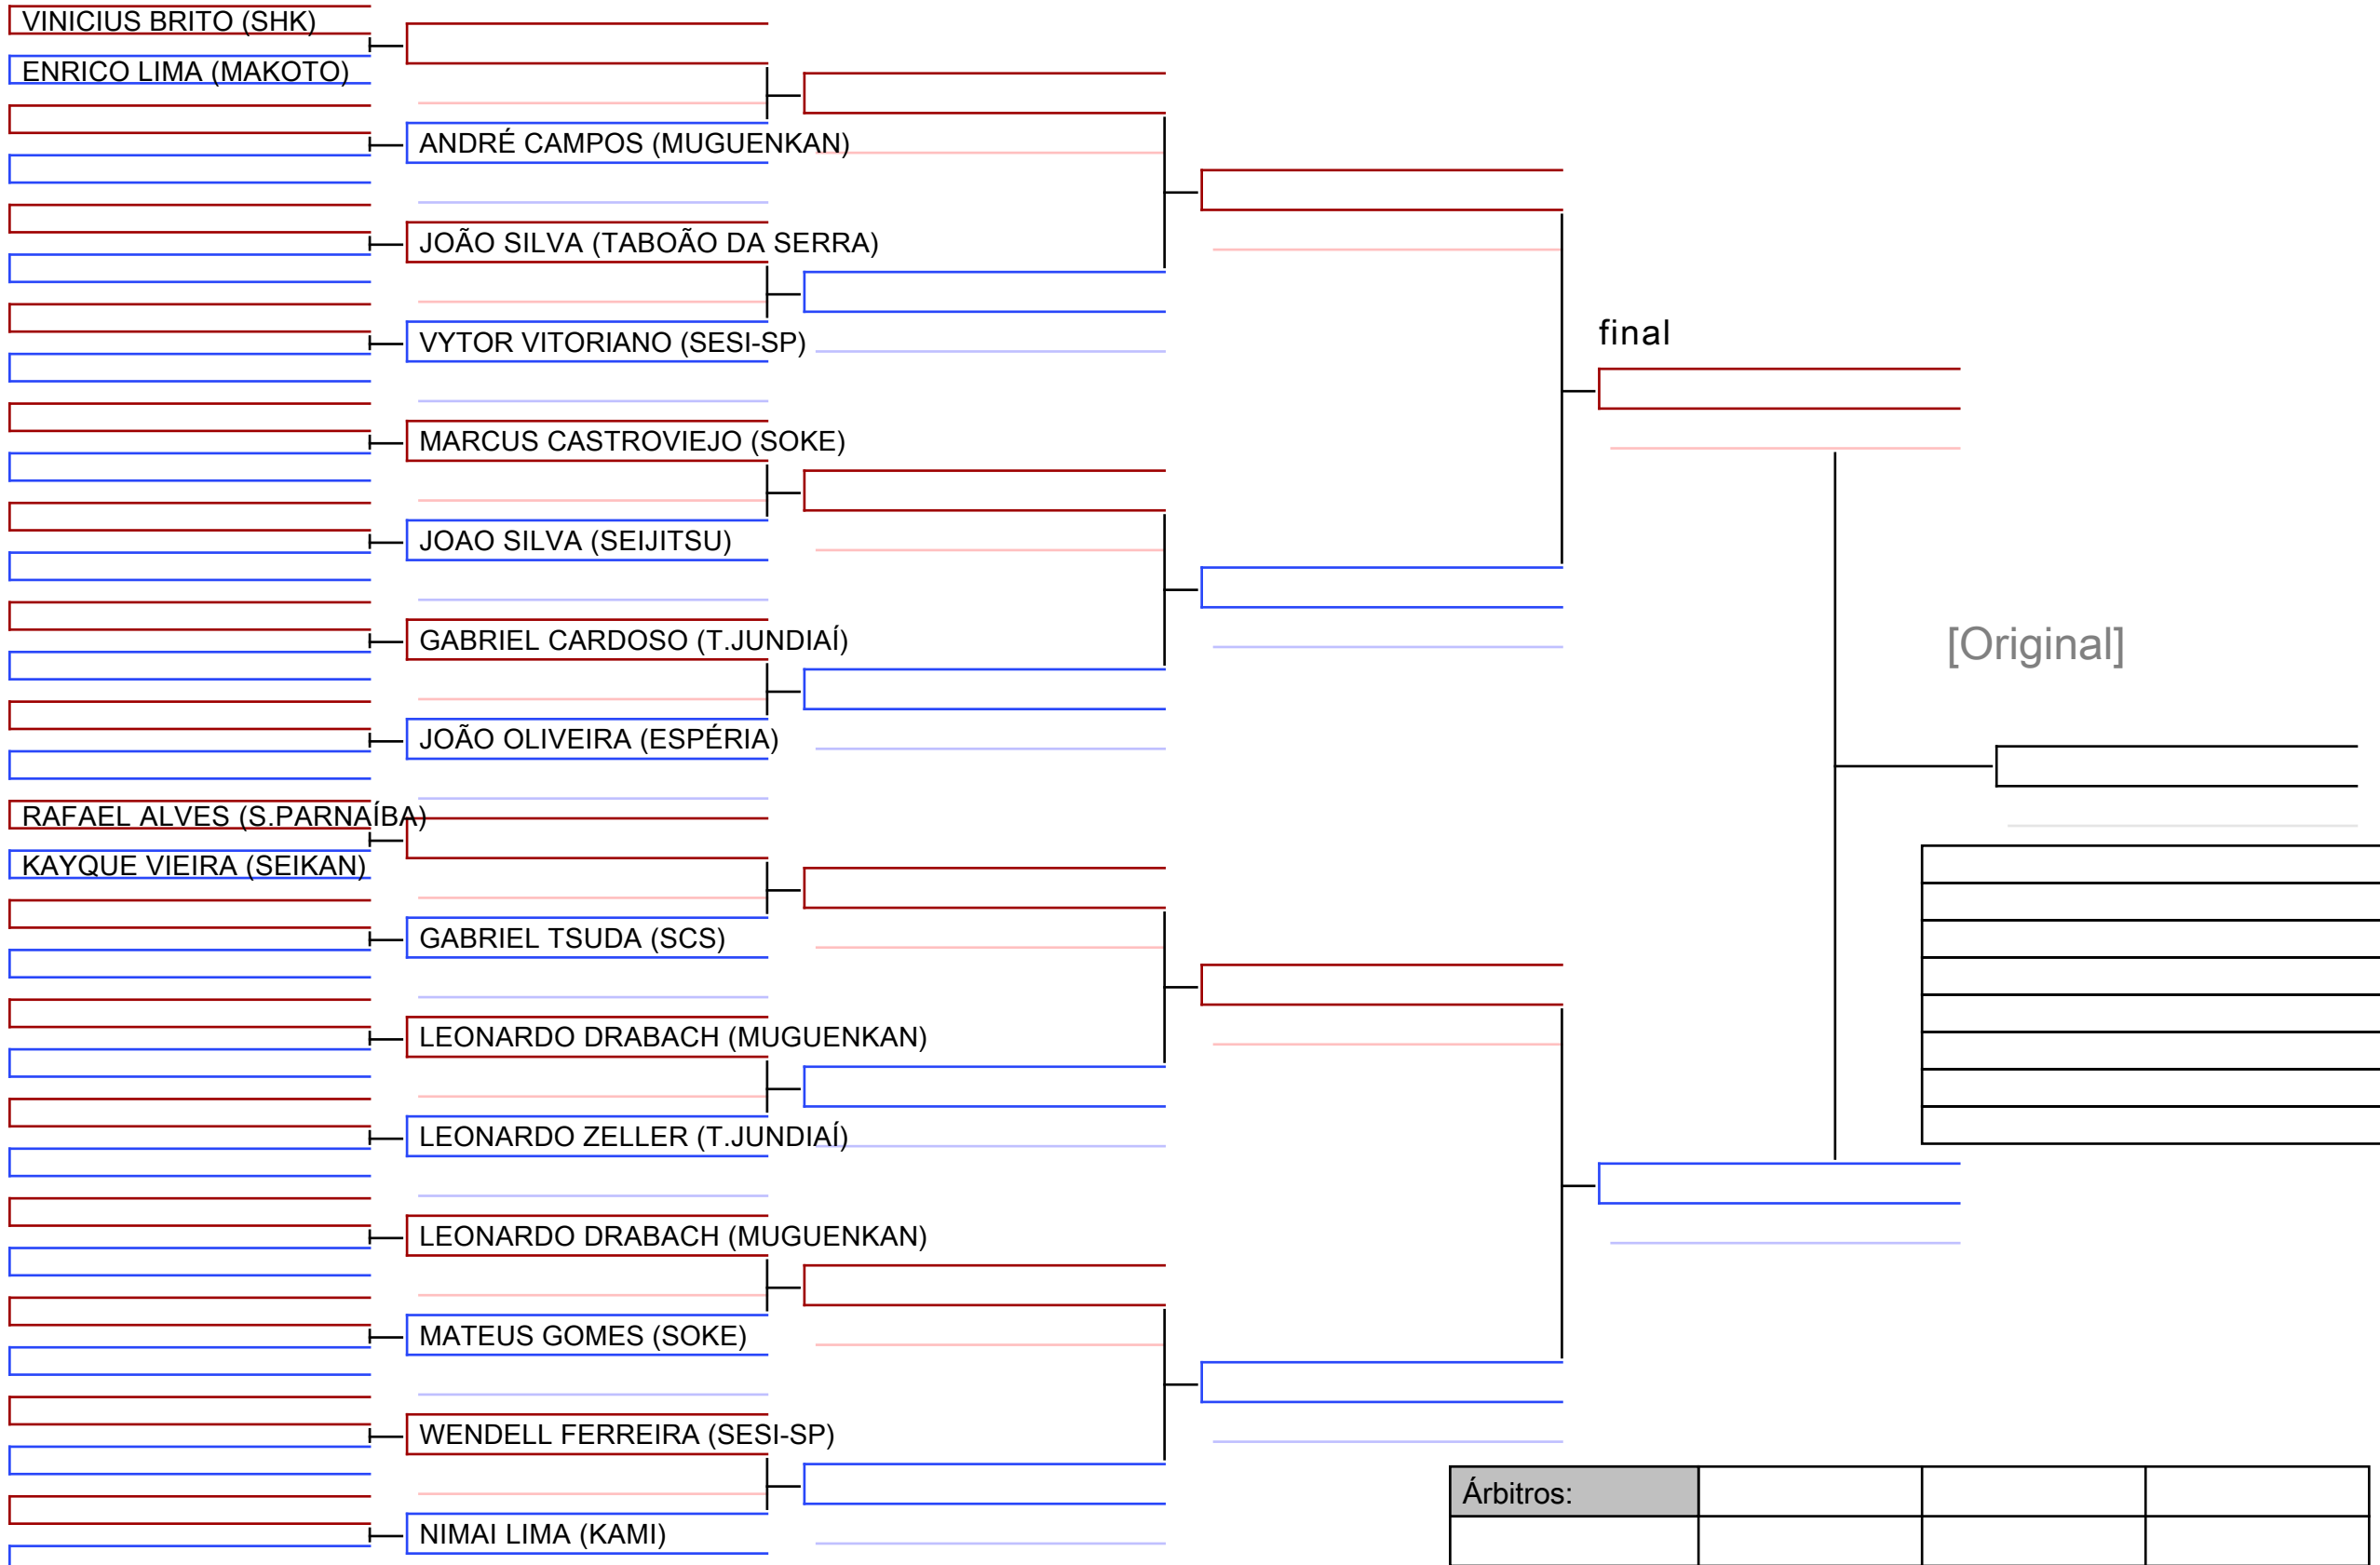 VINICIUS BRITO (SHK)
ENRICO LIMA (MAKOTO)
ANDRÉ CAMPOS (MUGUENKAN)
JOÃO SILVA (TABOÃO DA SERRA)
VYTOR VITORIANO (SESI-SP)
final
MARCUS CASTROVIEJO (SOKE)
JOAO SILVA (SEIJITSU)
GABRIEL CARDOSO (T.JUNDIAÍ)
[Original]
JOÃO OLIVEIRA (ESPÉRIA)
RAFAEL ALVES (S.PARNAÍBA)
KAYQUE VIEIRA (SEIKAN)
GABRIEL TSUDA (SCS)
LEONARDO DRABACH (MUGUENKAN)
LEONARDO ZELLER (T.JUNDIAÍ)
LEONARDO DRABACH (MUGUENKAN)
MATEUS GOMES (SOKE)
WENDELL FERREIRA (SESI-SP)
Árbitros:
NIMAI LIMA (KAMI)